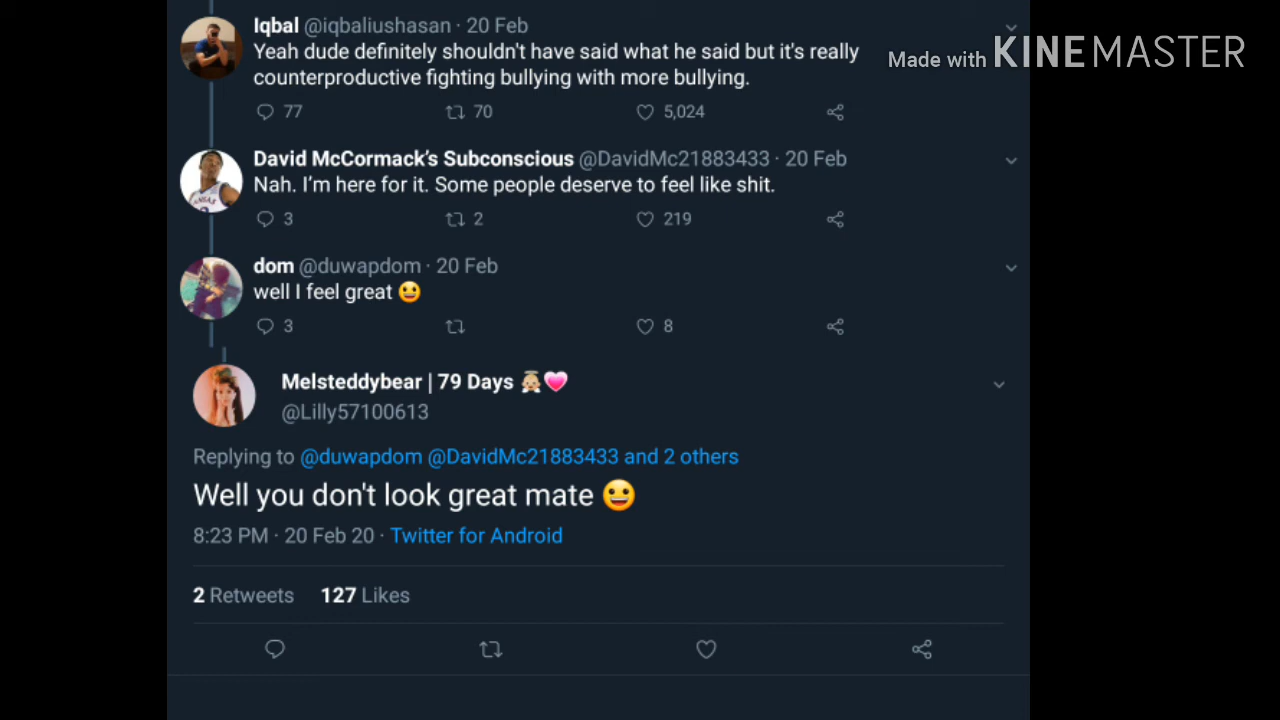 Iqbal @iqbaliushasan · 20 Feb
Made with KINEMASTER
Yeah dude definitely shouldn't have said what he said but it's really
counterproductive fighting bullying with more bullying.
77 70 5,024
David McCormack's Subconscious @DavidMc21883433 · 20 Feb
Nah. I'm here for it. Some people deserve to feel like shit.
3 2 219
dom @duwapdom · 20 Feb
well I feel great 😀
3 8
Melsteddybear | 79 Days 👼🏼💗
@Lilly57100613
Replying to @duwapdom @DavidMc21883433 and 2 others
Well you don't look great mate 😀
8:23 PM · 20 Feb 20 · Twitter for Android
2 Retweets 127 Likes